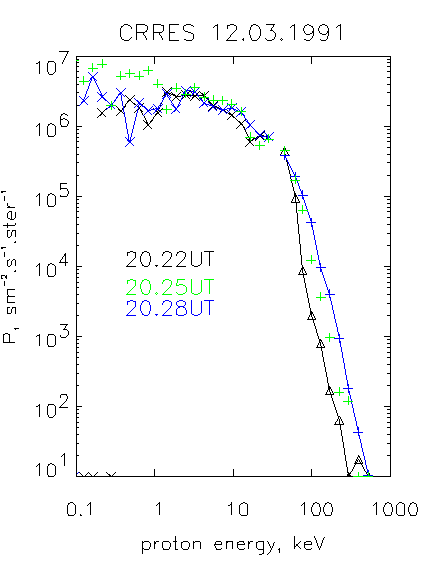 CRRES 12.03.1991
10^7
10^6
10^5
10^4
10^3
10^2
10^1
P, sm^-2.s^-1.ster^-1
20.22UT
20.25UT
20.28UT
0.1 1 10 100 1000
proton energy, keV